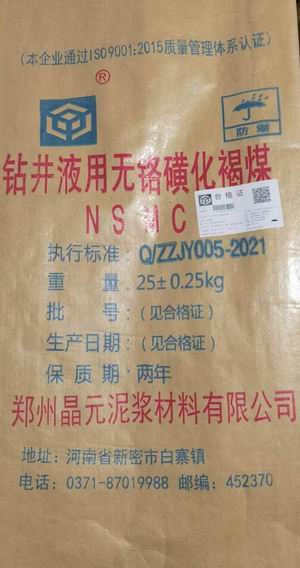 （本企业通过ISO9001:2015质量管理体系认证）
®
防潮
钻井液用无铬磺化褐煤
合格证
NSMC
执行标准：Q/ZZJY005-2021
重量：25±0.25kg
批号：（见合格证）
生产日期：（见合格证）
保质期：两年
郑州晶元泥浆材料有限公司
地址：河南省新密市白寨镇
电话：0371-87019988 邮编：452370